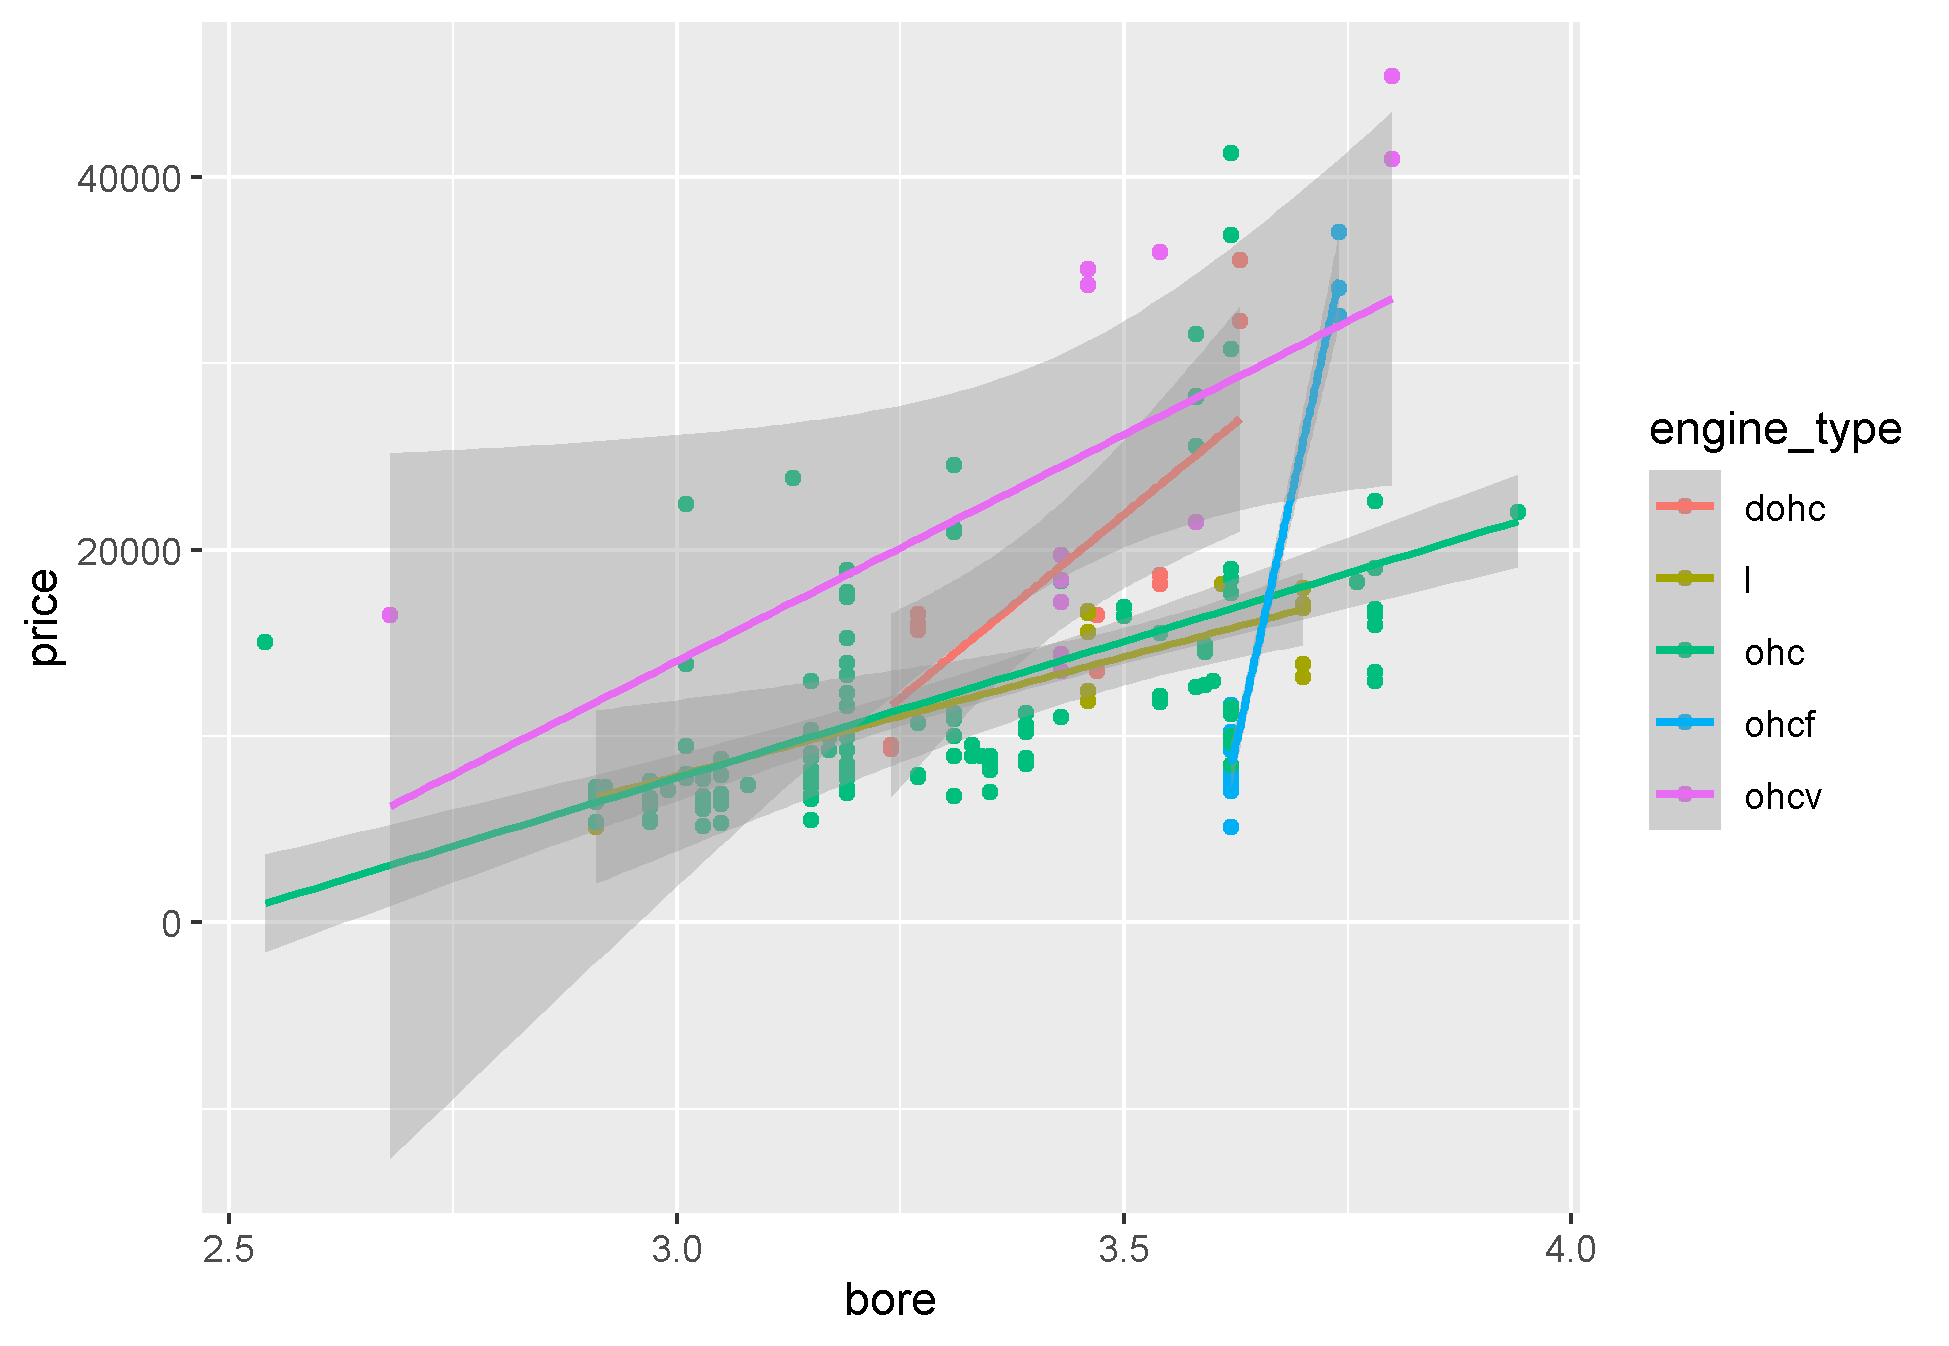 40000
20000
0
price
2.5 3.0 3.5 4.0
bore
engine_type
dohc
l
ohc
ohcf
ohcv